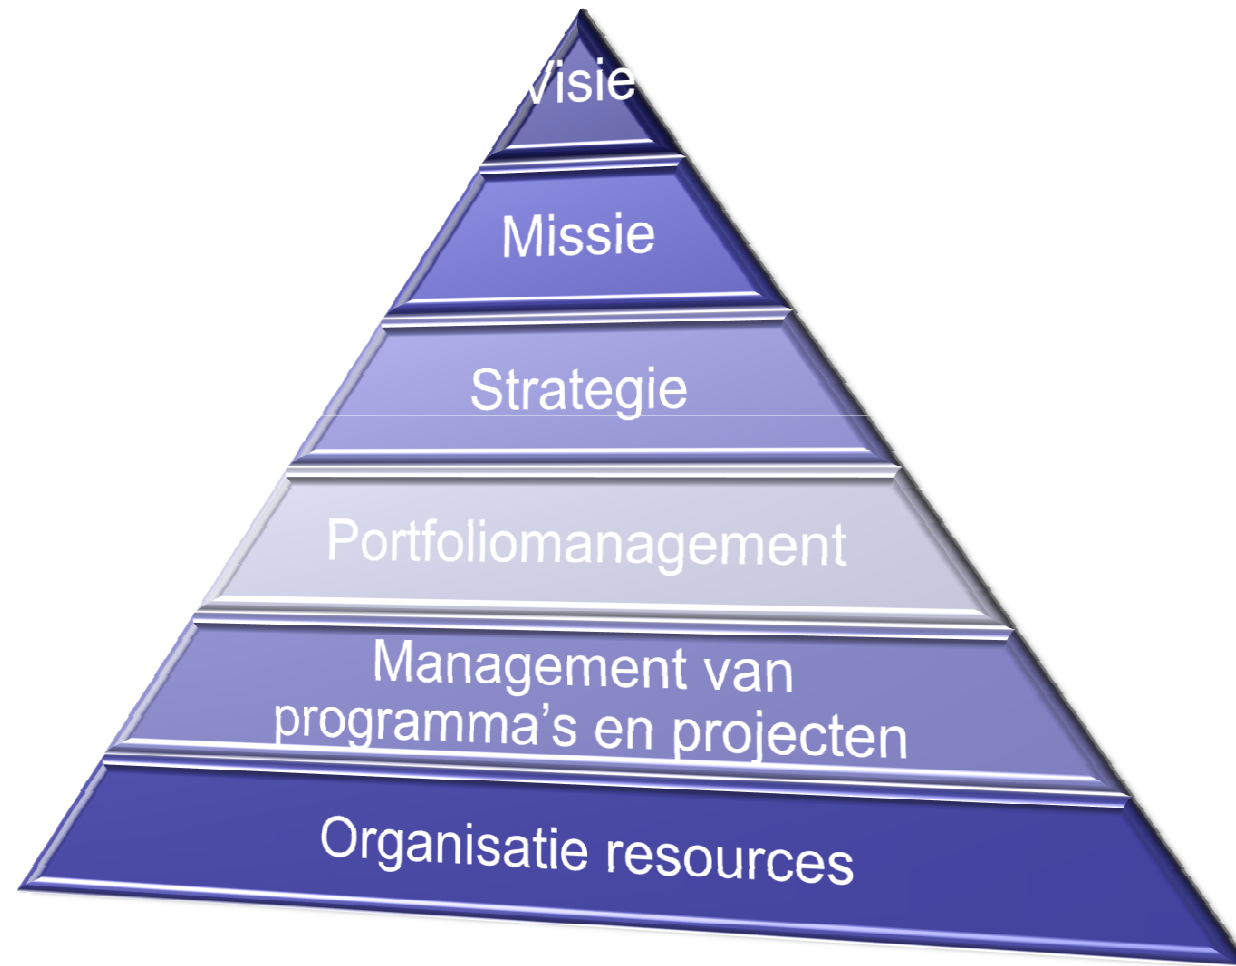 Visie
Missie
Strategie
Portfoliomanagement
Management van
programma’s en projecten
Organisatie resources